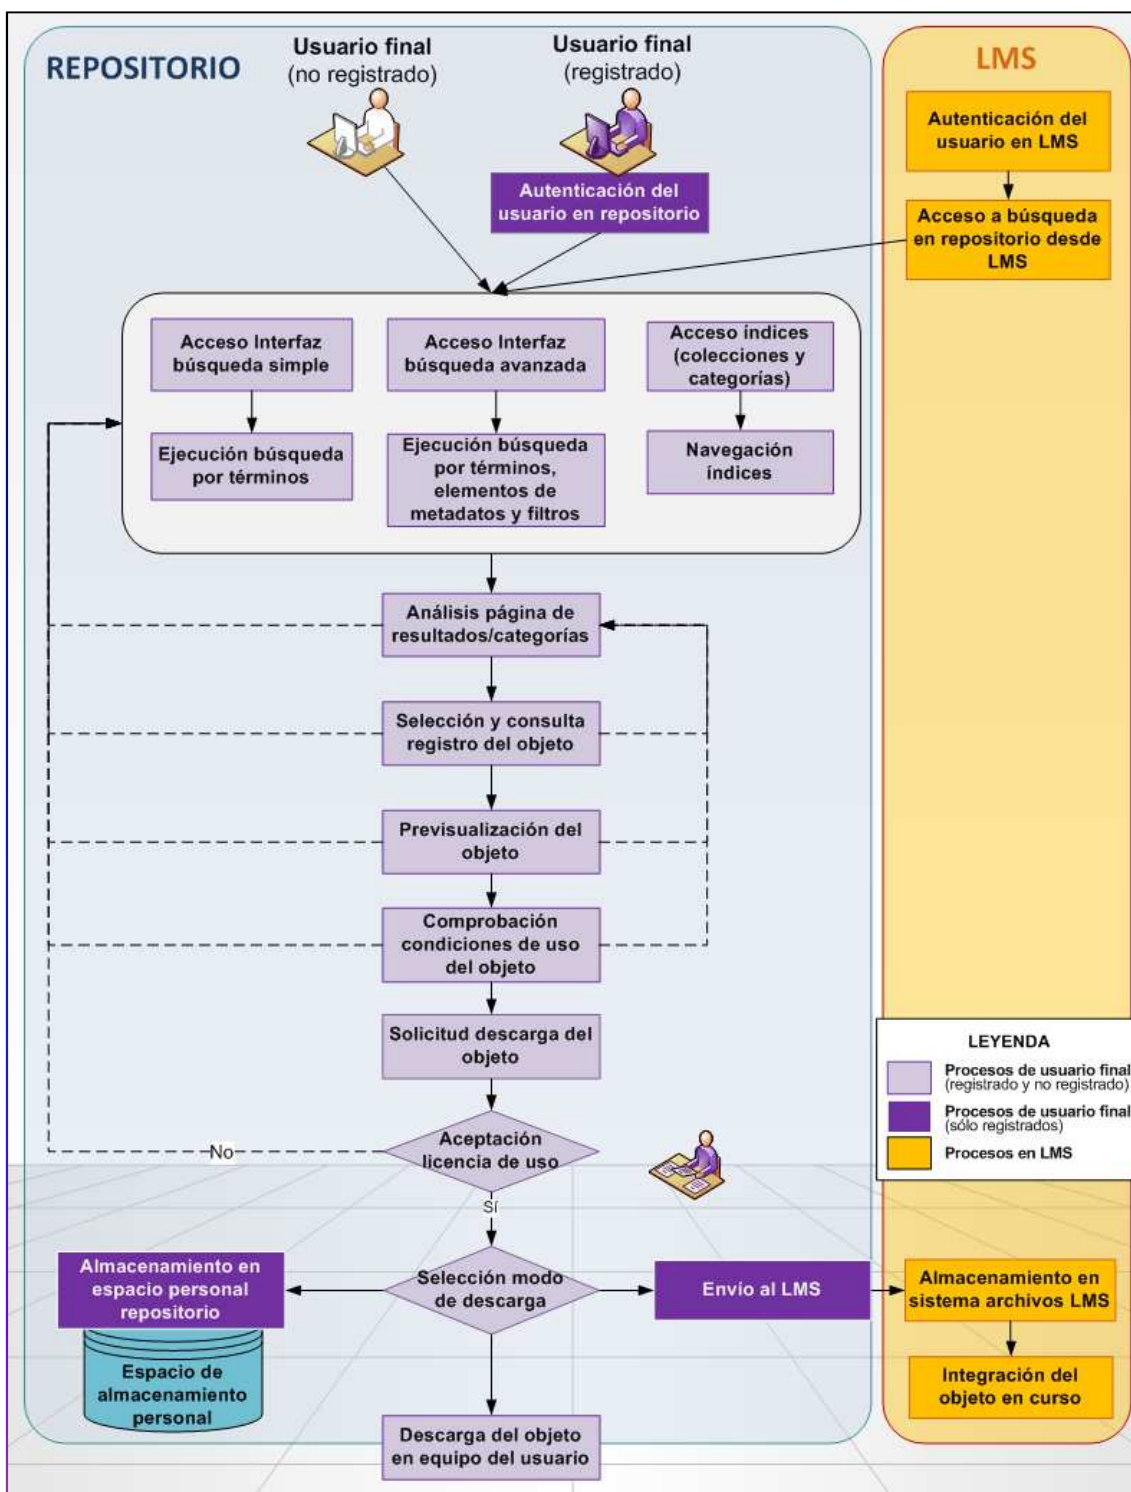 REPOSITORIO
Usuario final
(no registrado)
Usuario final
(registrado)
LMS
Autenticación del
usuario en repositorio
Autenticación del
usuario en LMS
Acceso a búsqueda
en repositorio desde
LMS
Acceso Interfaz
búsqueda simple
Acceso Interfaz
búsqueda avanzada
Acceso índices
(colecciones y
categorías)
Ejecución búsqueda
por términos
Ejecución búsqueda
por términos,
elementos de
metadatos y filtros
Navegación
índices
Análisis página de
resultados/categorías
Selección y consulta
registro del objeto
Previsualización del
objeto
Comprobación
condiciones de uso
del objeto
Solicitud descarga del
objeto
LEYENDA
Procesos de usuario final
(registrado y no registrado)
Procesos de usuario final
(sólo registrados)
Procesos en LMS
Aceptación
licencia de uso
No
Sí
Almacenamiento en
espacio personal
repositorio
Selección modo
de descarga
Envío al LMS
Almacenamiento en
sistema archivos LMS
Espacio de
almacenamiento
personal
Integración del
objeto en curso
Descarga del objeto
en equipo del usuario